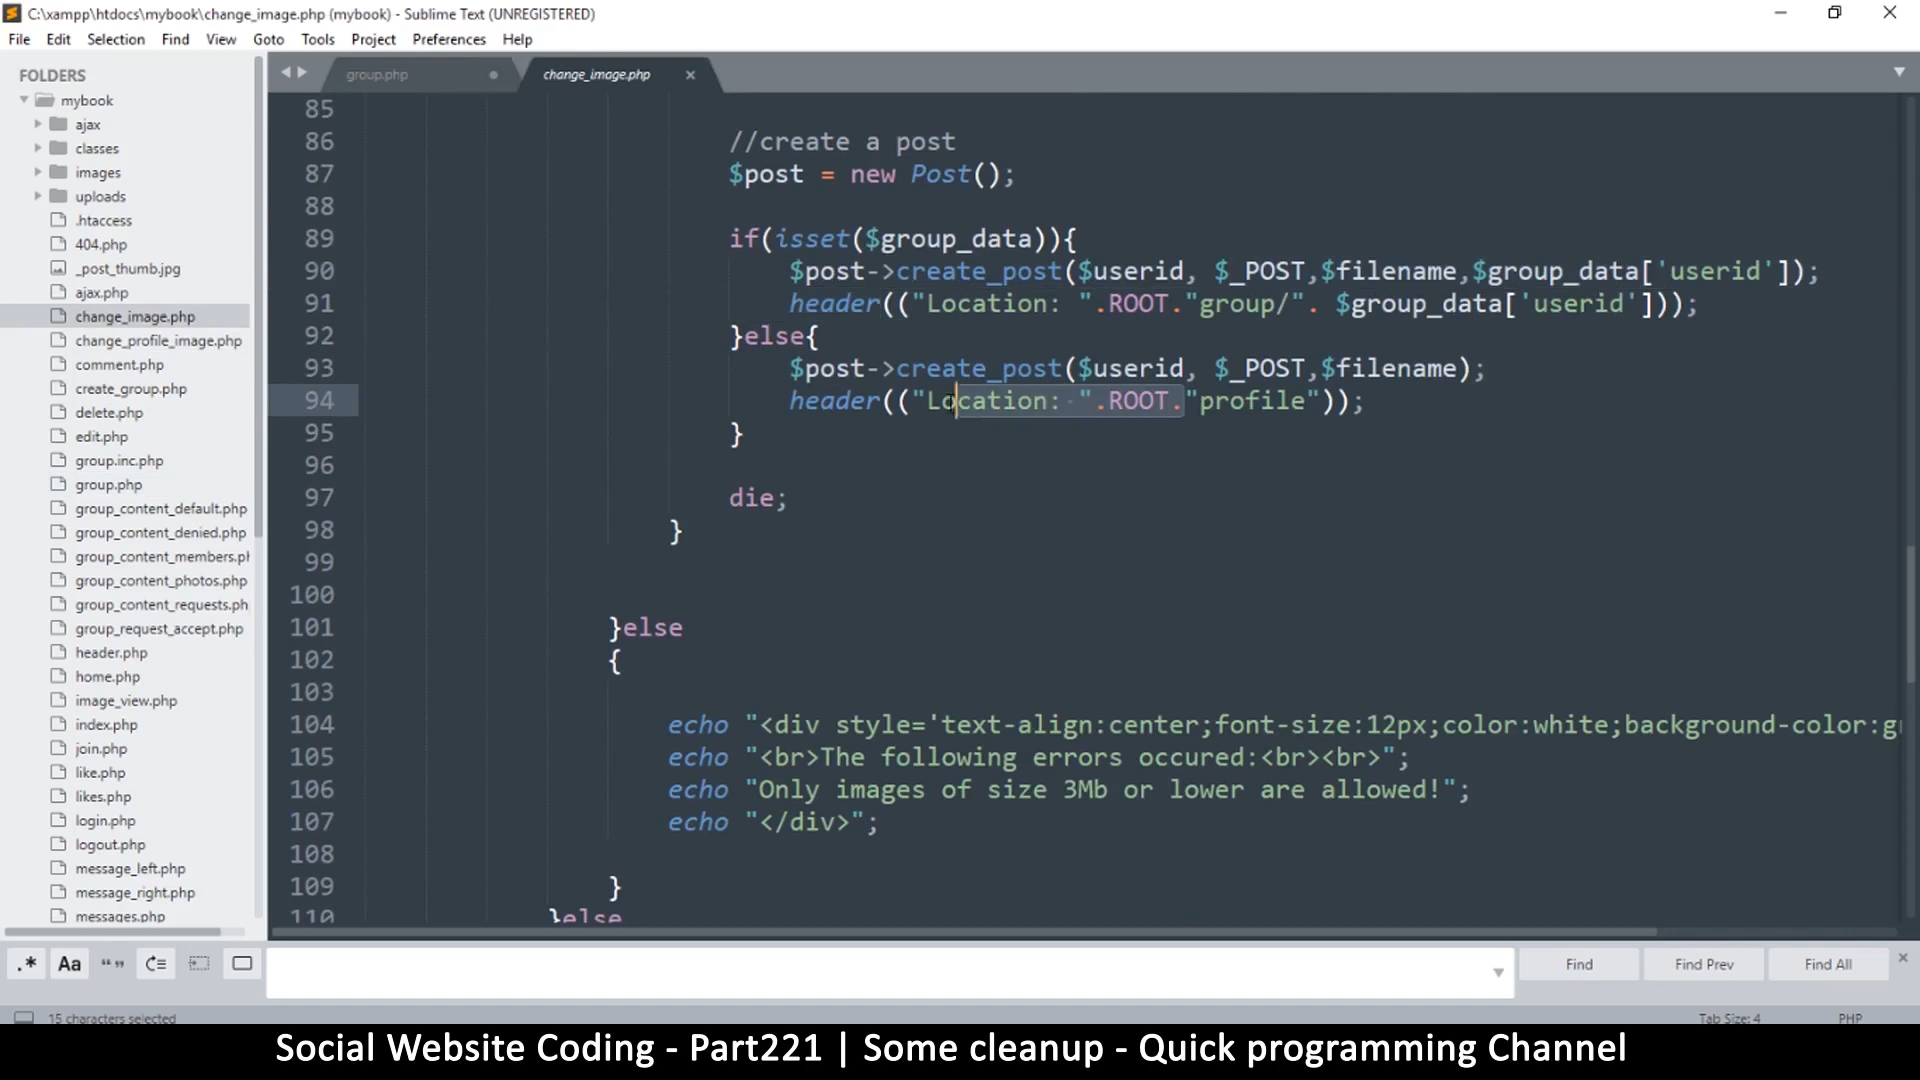 C:\xampp\htdocs\mybook\change_image.php (mybook) - Sublime Text (UNREGISTERED)
File Edit Selection Find View Goto Tools Project Preferences Help
FOLDERS
mybook
ajax
classes
images
uploads
.htaccess
404.php
_post_thumb.jpg
ajax.php
change_image.php
change_profile_image.php
comment.php
create_group.php
delete.php
edit.php
group.inc.php
group.php
group_content_default.php
group_content_denied.php
group_content_members.pl
group_content_photos.php
group_content_requests.ph
group_request_accept.php
header.php
home.php
image_view.php
index.php
join.php
like.php
likes.php
login.php
logout.php
message_left.php
message_right.php
messages.php
group.php change_image.php
85
86 //create a post
87 $post = new Post();
88
89 if(isset($group_data)){
90 $post->create_post($userid, $_POST,$filename,$group_data['userid']);
91 header(("Location: ".ROOT."group/". $group_data['userid']));
92 }else{
93 $post->create_post($userid, $_POST,$filename);
94 header(("Location: ".ROOT."profile"));
95 }
96
97 die;
98 }
99
100
101 }else
102 {
103
104 echo "<div style='text-align:center;font-size:12px;color:white;background-color:gr
105 echo "<br>The following errors occured:<br><br>";
106 echo "Only images of size 3Mb or lower are allowed!";
107 echo "</div>";
108
109 }
110 }else
.* Aa “” Find Find Prev Find All
15 characters selected Tab Size: 4 PHP
Social Website Coding - Part221 | Some cleanup - Quick programming Channel